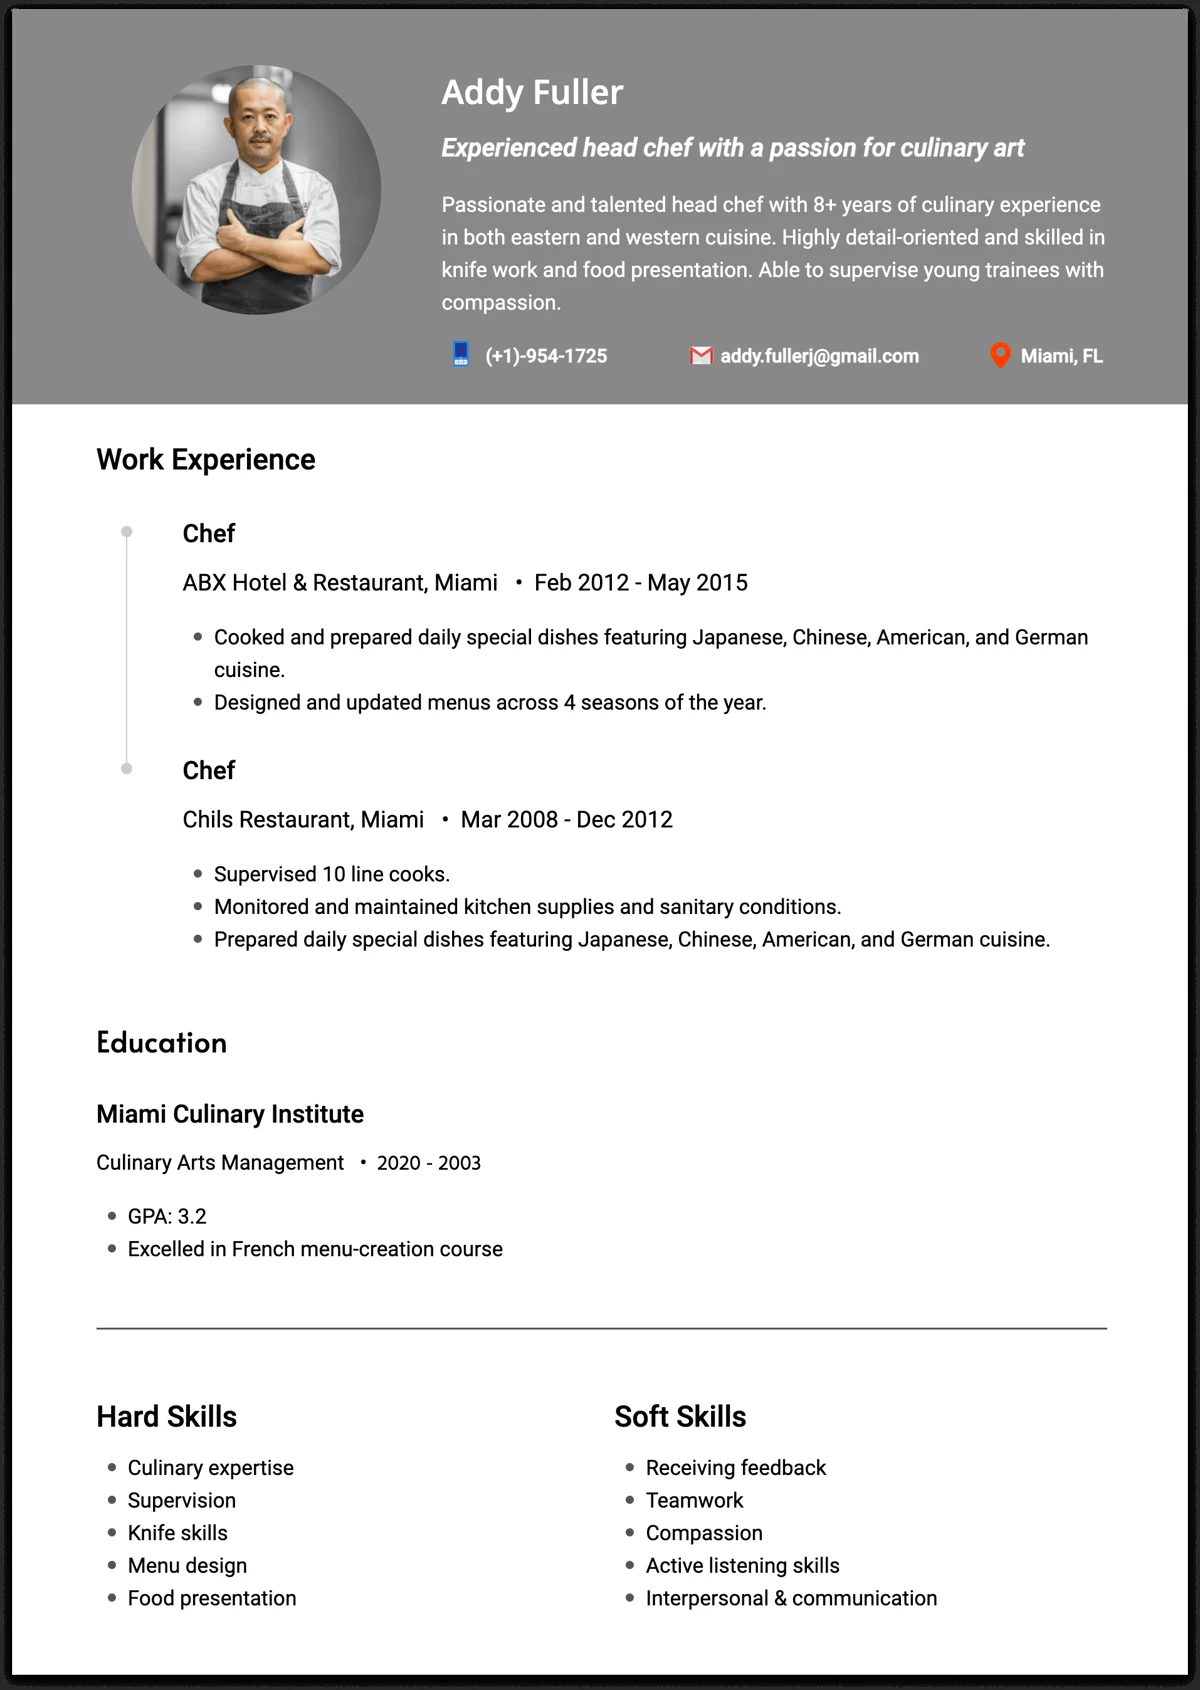 Addy Fuller
Experienced head chef with a passion for culinary art
Passionate and talented head chef with 8+ years of culinary experience
in both eastern and western cuisine. Highly detail-oriented and skilled in
knife work and food presentation. Able to supervise young trainees with
compassion.
(+1)-954-1725 addy.fullerj@gmail.com Miami, FL
Work Experience
Chef
ABX Hotel & Restaurant, Miami • Feb 2012 - May 2015
• Cooked and prepared daily special dishes featuring Japanese, Chinese, American, and German
cuisine.
• Designed and updated menus across 4 seasons of the year.
Chef
Chils Restaurant, Miami • Mar 2008 - Dec 2012
• Supervised 10 line cooks.
• Monitored and maintained kitchen supplies and sanitary conditions.
• Prepared daily special dishes featuring Japanese, Chinese, American, and German cuisine.
Education
Miami Culinary Institute
Culinary Arts Management • 2020 - 2003
• GPA: 3.2
• Excelled in French menu-creation course
Hard Skills
• Culinary expertise
• Supervision
• Knife skills
• Menu design
• Food presentation
Soft Skills
• Receiving feedback
• Teamwork
• Compassion
• Active listening skills
• Interpersonal & communication